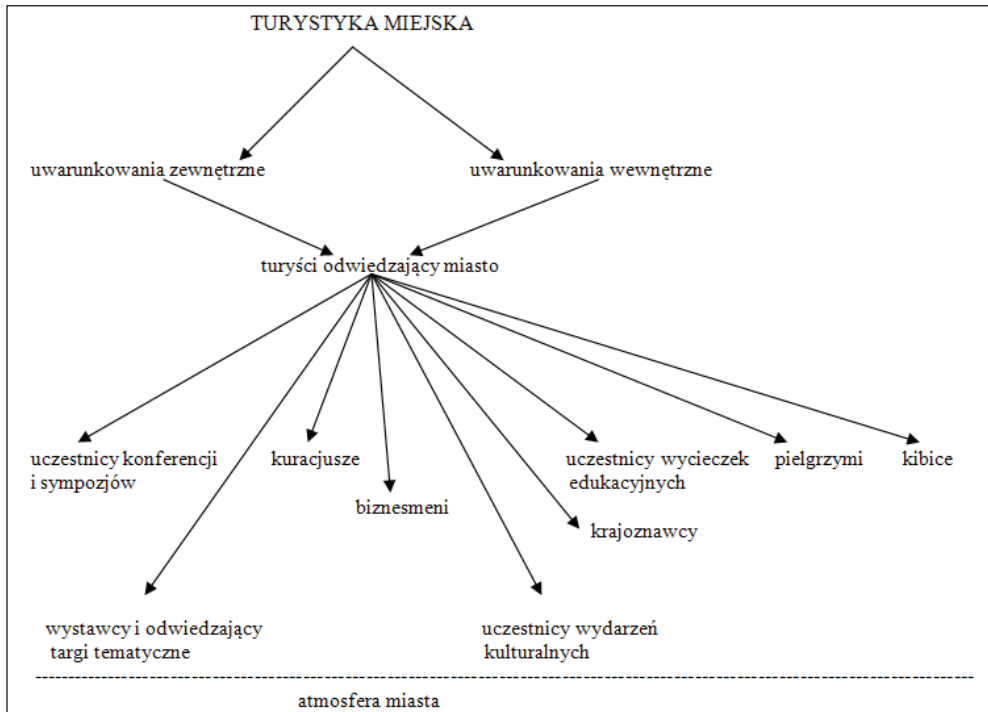 TURYSTYKA MIEJSKA
uwarunkowania zewnętrzne
uwarunkowania wewnętrzne
turyści odwiedzający miasto
uczestnicy konferencji
i sympozjów
kuracjusze
biznesmeni
uczestnicy wycieczek
edukacyjnych
pielgrzymi
kibice
krajoznawcy
wystawcy i odwiedzający
targi tematyczne
uczestnicy wydarzeń
kulturalnych
atmosfera miasta